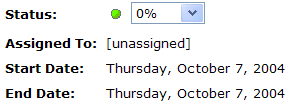 Status: 0%
Assigned To: [unassigned]
Start Date: Thursday, October 7, 2004
End Date: Thursday, October 7, 2004